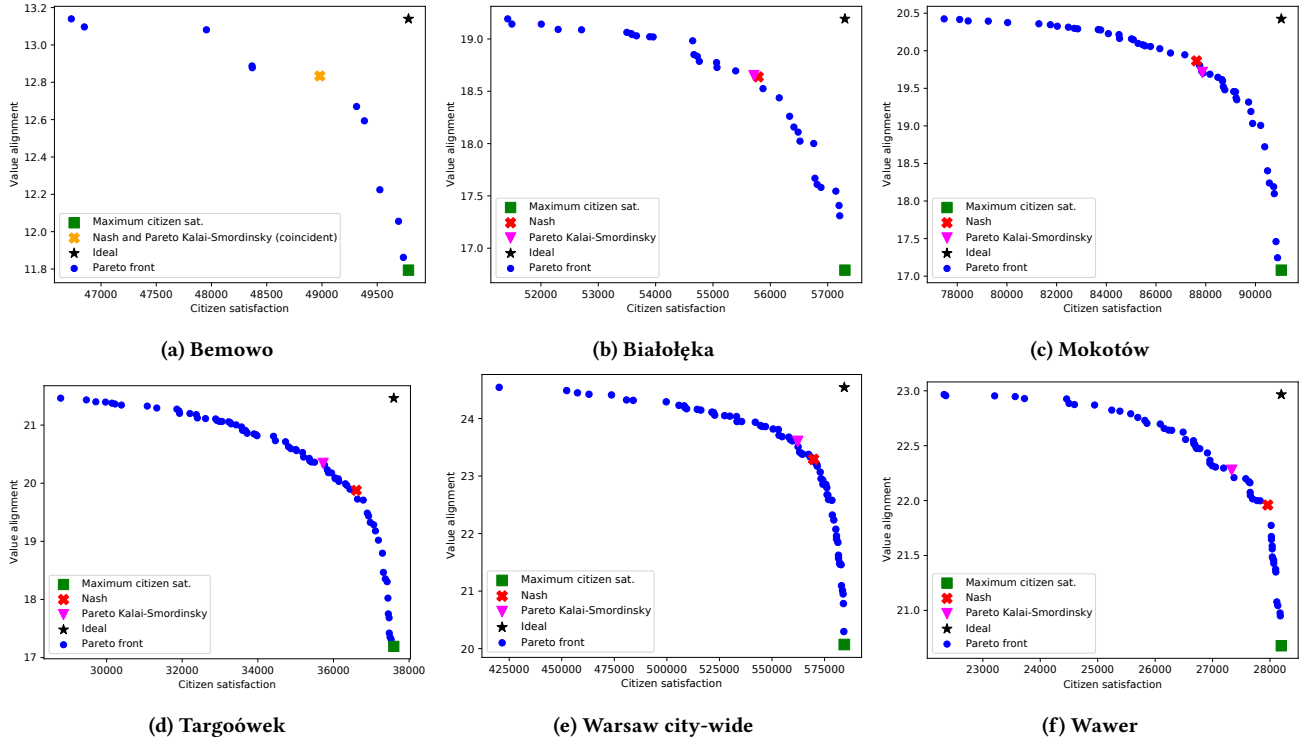 13.2
13.0
12.8
12.6
12.4
12.2
12.0
11.8
Value alignment
Maximum citizen sat.
Nash and Pareto Kalai-Smordinsky (coincident)
Ideal
Pareto front
47000 47500 48000 48500 49000 49500
Citizen satisfaction
(a) Bemowo
19.0
18.5
18.0
17.5
17.0
Value alignment
Maximum citizen sat.
Nash
Pareto Kalai-Smordinsky
Ideal
Pareto front
52000 53000 54000 55000 56000 57000
Citizen satisfaction
(b) Białołęka
20.5
20.0
19.5
19.0
18.5
18.0
17.5
17.0
Value alignment
Maximum citizen sat.
Nash
Pareto Kalai-Smordinsky
Ideal
Pareto front
78000 80000 82000 84000 86000 88000 90000
Citizen satisfaction
(c) Mokotów
21
20
19
18
17
Value alignment
Maximum citizen sat.
Nash
Pareto Kalai-Smordinsky
Ideal
Pareto front
30000 32000 34000 36000 38000
Citizen satisfaction
(d) Targoówek
24
23
22
21
20
Value alignment
Maximum citizen sat.
Nash
Pareto Kalai-Smordinsky
Ideal
Pareto front
425000 450000 475000 500000 525000 550000 575000
Citizen satisfaction
(e) Warsaw city-wide
23.0
22.5
22.0
21.5
21.0
Value alignment
Maximum citizen sat.
Nash
Pareto Kalai-Smordinsky
Ideal
Pareto front
23000 24000 25000 26000 27000 28000
Citizen satisfaction
(f) Wawer